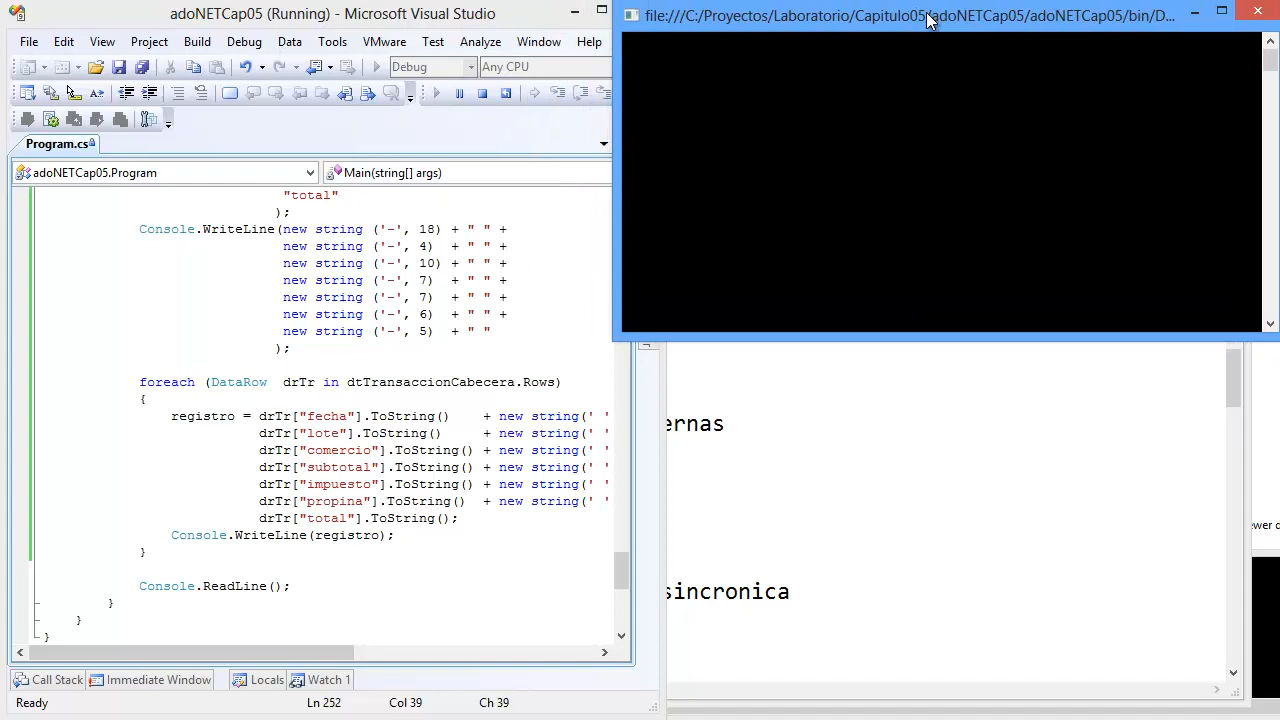 adoNETCap05 (Running) - Microsoft Visual Studio
file:///C:/Proyectos/Laboratorio/Capitulo05/adoNETCap05/adoNETCap05/bin/D...
File Edit View Project Build Debug Data Tools VMware Test Analyze Window Help
Debug Any CPU
Program.cs
adoNETCap05.Program Main(string[] args)
"total"
);
Console.WriteLine(new string ('-', 18) + " " +
new string ('-', 4) + " " +
new string ('-', 10) + " " +
new string ('-', 7) + " " +
new string ('-', 7) + " " +
new string ('-', 6) + " " +
new string ('-', 5) + " "
);
foreach (DataRow drTr in dtTransaccionCabecera.Rows)
{
registro = drTr["fecha"].ToString() + new string(' '
drTr["lote"].ToString() + new string(' '
drTr["comercio"].ToString() + new string(' '
drTr["subtotal"].ToString() + new string(' '
drTr["impuesto"].ToString() + new string(' '
drTr["propina"].ToString() + new string(' '
drTr["total"].ToString();
Console.WriteLine(registro);
}
Console.ReadLine();
}
}
}
ernas
sincronica
ewer d
Call Stack Immediate Window Locals Watch 1
Ready Ln 252 Col 39 Ch 39